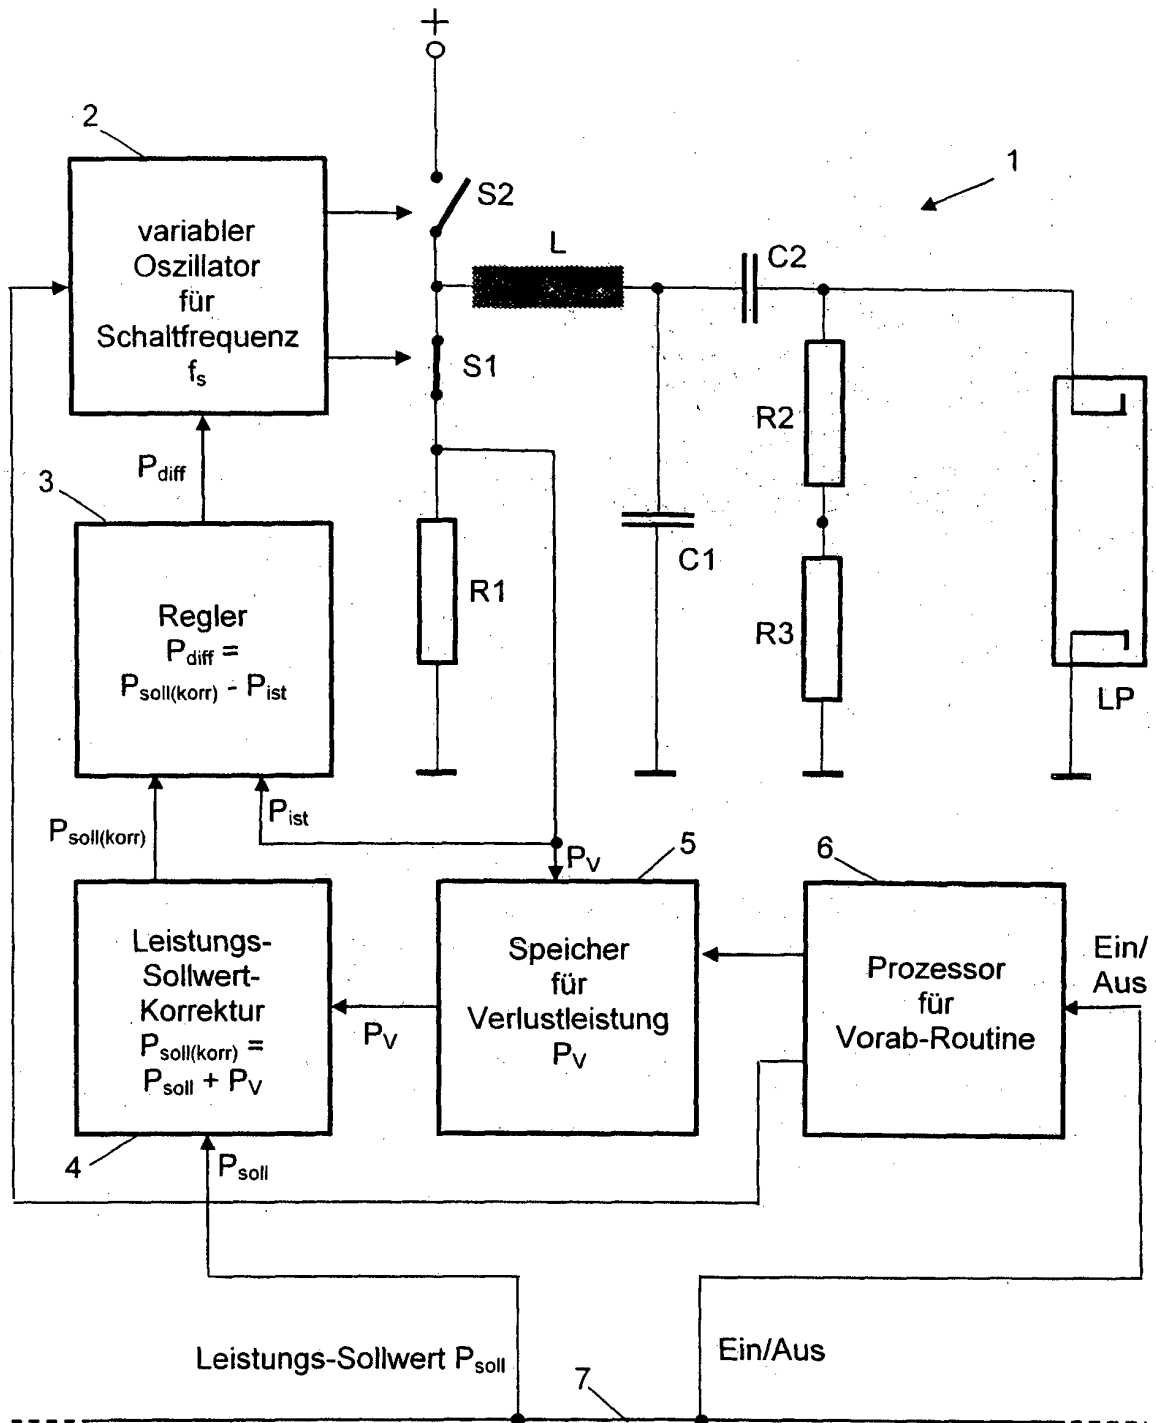 +
2
1
S2
variabler
Oszillator
für
Schaltfrequenz
fs
L
C2
S1
R2
Pdiff
3
C1
R1
Regler
Pdiff =
Psoll(korr) - Pist
R3
LP
Pist
Psoll(korr)
PV
5
6
Leistungs-
Sollwert-
Korrektur
Psoll(korr) =
Psoll + PV
PV
Speicher
für
Verlustleistung
PV
Prozessor
für
Vorab-Routine
Ein/
Aus
4
Psoll
Leistungs-Sollwert Psoll
Ein/Aus
7